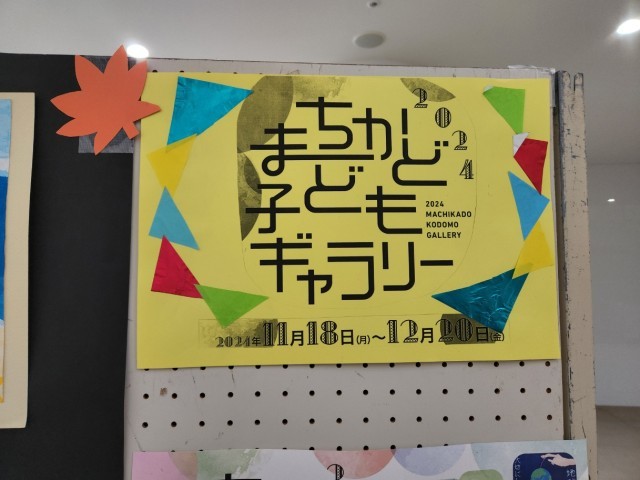 まちかど
子ども
ギャラリー
2024
2024
MACHIKADO
KODOMO
GALLERY
2024年11月18日(月)～12月20日(金)